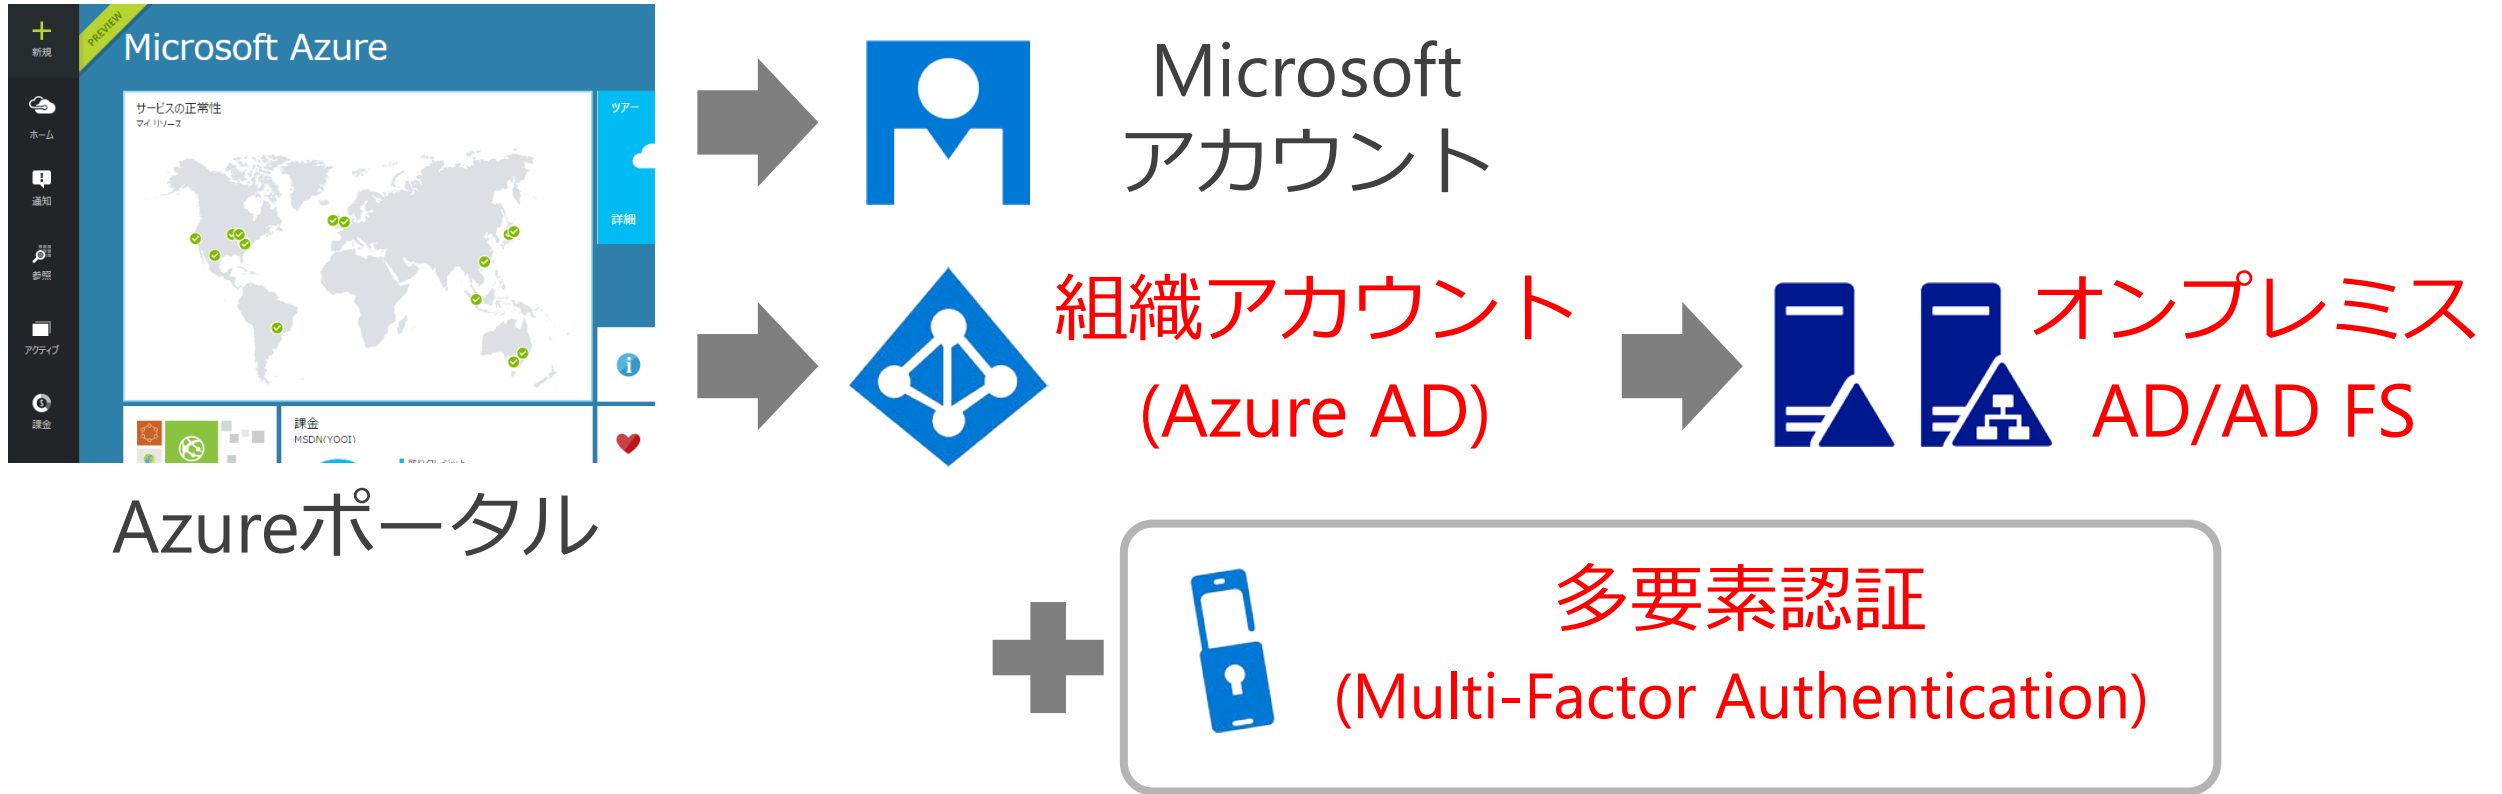 新規
PREVIEW
Microsoft Azure
サービスの正常性
マイ リソース
ツアー
ホーム
通知
詳細
参照
アクティブ
課金
課金
MSDN(YOOI)
Azureポータル
Microsoft
アカウント
組織アカウント
(Azure AD)
オンプレミス
AD/AD FS
多要素認証
(Multi-Factor Authentication)